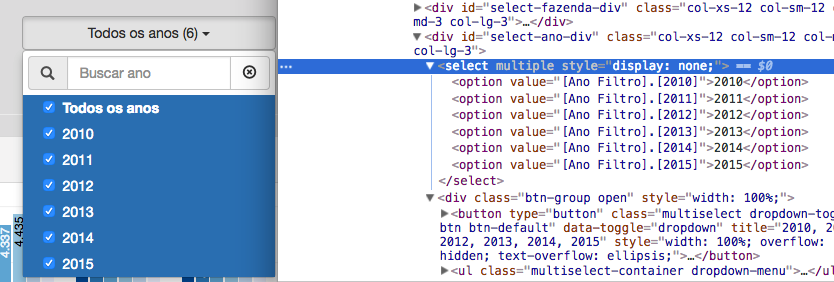 Todos os anos (6)
Buscar ano
Todos os anos
2010
2011
2012
2013
2014
2015
4.337
4.435
<div id="select-fazenda-div" class="col-xs-12 col-sm-12 col-
md-3 col-lg-3">…</div>
<div id="select-ano-div" class="col-xs-12 col-sm-12 col-md-3
col-lg-3">
… <select multiple style="display: none;"> == $0
<option value="[Ano Filtro].[2010]">2010</option>
<option value="[Ano Filtro].[2011]">2011</option>
<option value="[Ano Filtro].[2012]">2012</option>
<option value="[Ano Filtro].[2013]">2013</option>
<option value="[Ano Filtro].[2014]">2014</option>
<option value="[Ano Filtro].[2015]">2015</option>
</select>
<div class="btn-group open" style="width: 100%;">
<button type="button" class="multiselect dropdown-toggle
btn btn-default" data-toggle="dropdown" title="2010, 2011,
2012, 2013, 2014, 2015" style="width: 100%; overflow:
hidden; text-overflow: ellipsis;">…</button>
<ul class="multiselect-container dropdown-menu">…</ul>